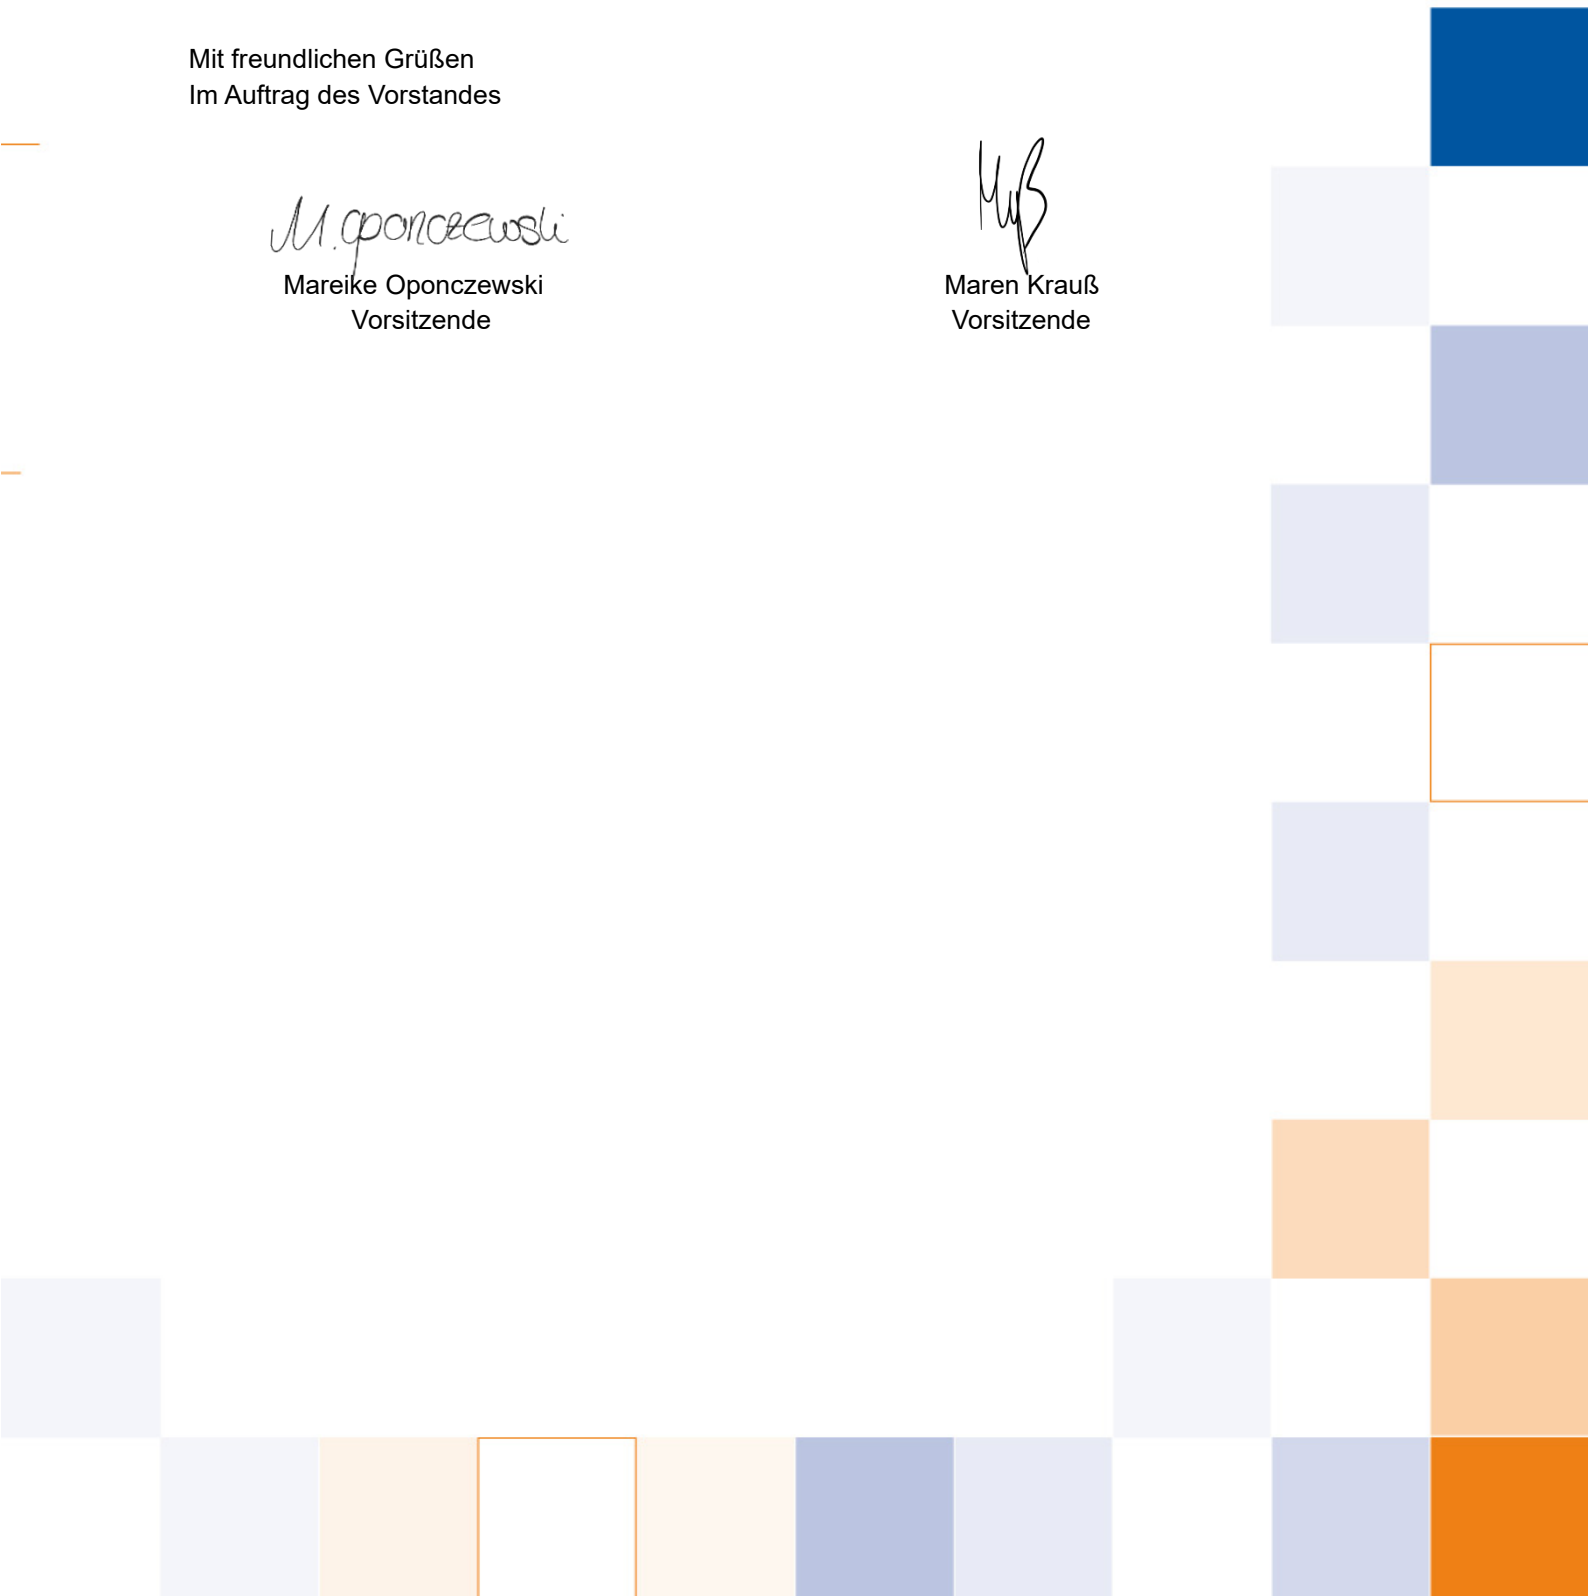 Mit freundlichen Grüßen
Im Auftrag des Vorstandes
M. Oponczewski
Mareike Oponczewski
Vorsitzende
Maren Krauß
Vorsitzende